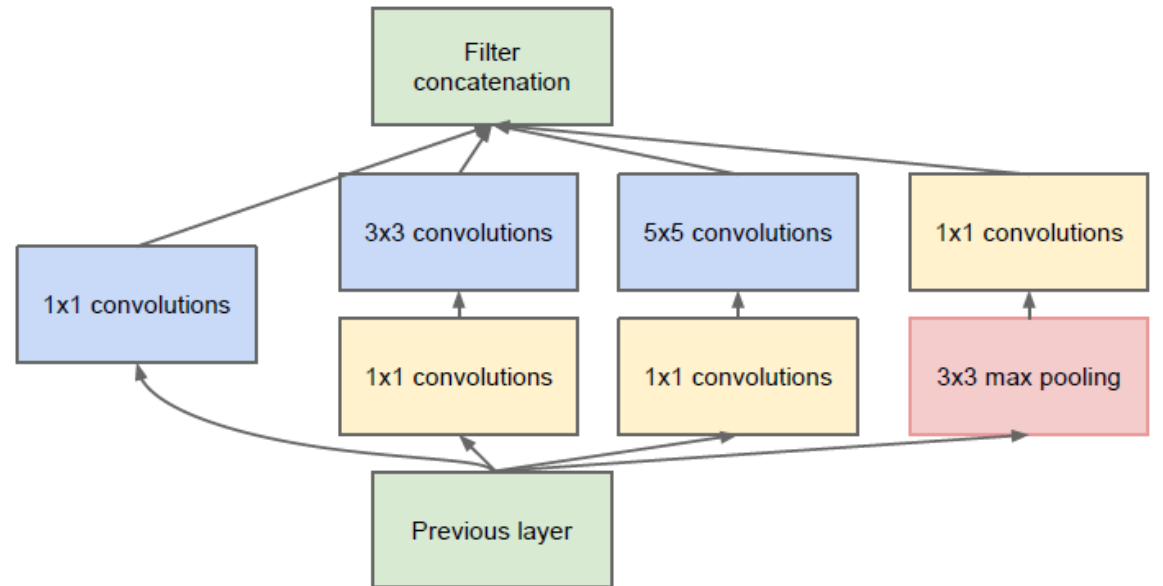 Filter
concatenation
3x3 convolutions
5x5 convolutions
1x1 convolutions
1x1 convolutions
1x1 convolutions
1x1 convolutions
3x3 max pooling
Previous layer